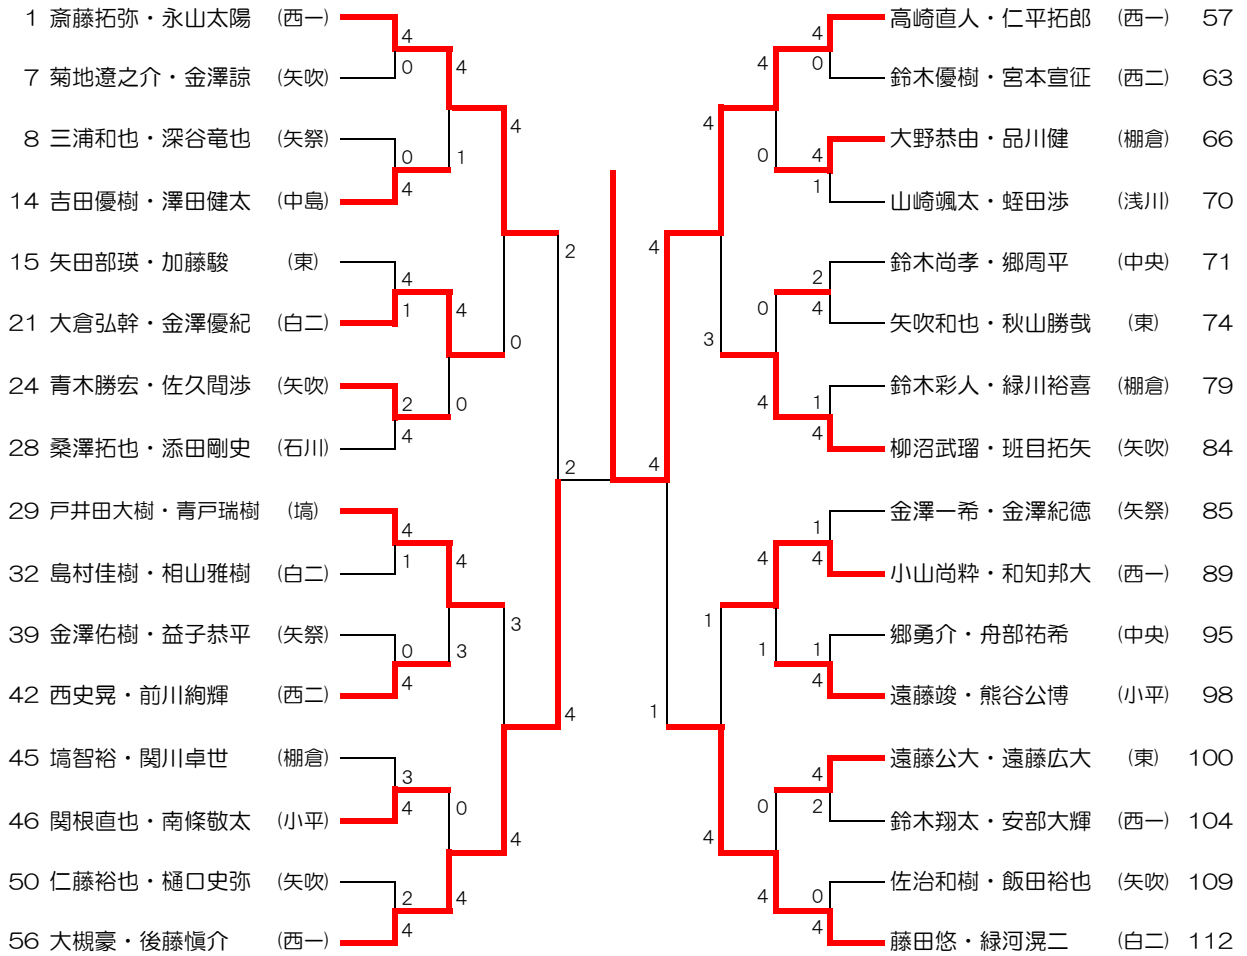 1 斎藤拓弥・永山太陽 (西一)
7 菊地遼之介・金澤諒 (矢吹)
8 三浦和也・深谷竜也 (矢祭)
14 吉田優樹・澤田健太 (中島)
15 矢田部瑛・加藤駿 (東)
21 大倉弘幹・金澤優紀 (白二)
24 青木勝宏・佐久間渉 (矢吹)
28 桑澤拓也・添田剛史 (石川)
29 戸井田大樹・青戸瑞樹 (塙)
32 島村佳樹・相山雅樹 (白二)
39 金澤佑樹・益子恭平 (矢祭)
42 西史晃・前川絢輝 (西二)
45 塙智裕・関川卓世 (棚倉)
46 関根直也・南條敬太 (小平)
50 仁藤裕也・樋口史弥 (矢吹)
56 大槻豪・後藤愼介 (西一)
4
0
0
4
4
1
2
4
4
1
0
4
3
4
2
4
4
1
4
0
4
3
0
4
4
0
3
4
2
4
2
4
4
1
4
3
1
4
4
0
0
4
4
1
0
4
4
0
4
1
2
4
1
4
1
4
1
4
4
2
0
4
高崎直人・仁平拓郎 (西一) 57
鈴木優樹・宮本宣征 (西二) 63
大野恭由・品川健 (棚倉) 66
山崎颯太・蛭田渉 (浅川) 70
鈴木尚孝・郷周平 (中央) 71
矢吹和也・秋山勝哉 (東) 74
鈴木彩人・緑川裕喜 (棚倉) 79
柳沼武瑠・班目拓矢 (矢吹) 84
金澤一希・金澤紀徳 (矢祭) 85
小山尚粋・和知邦大 (西一) 89
郷勇介・舟部祐希 (中央) 95
遠藤竣・熊谷公博 (小平) 98
遠藤公大・遠藤広大 (東) 100
鈴木翔太・安部大輝 (西一) 104
佐治和樹・飯田裕也 (矢吹) 109
藤田悠・緑河滉二 (白二) 112